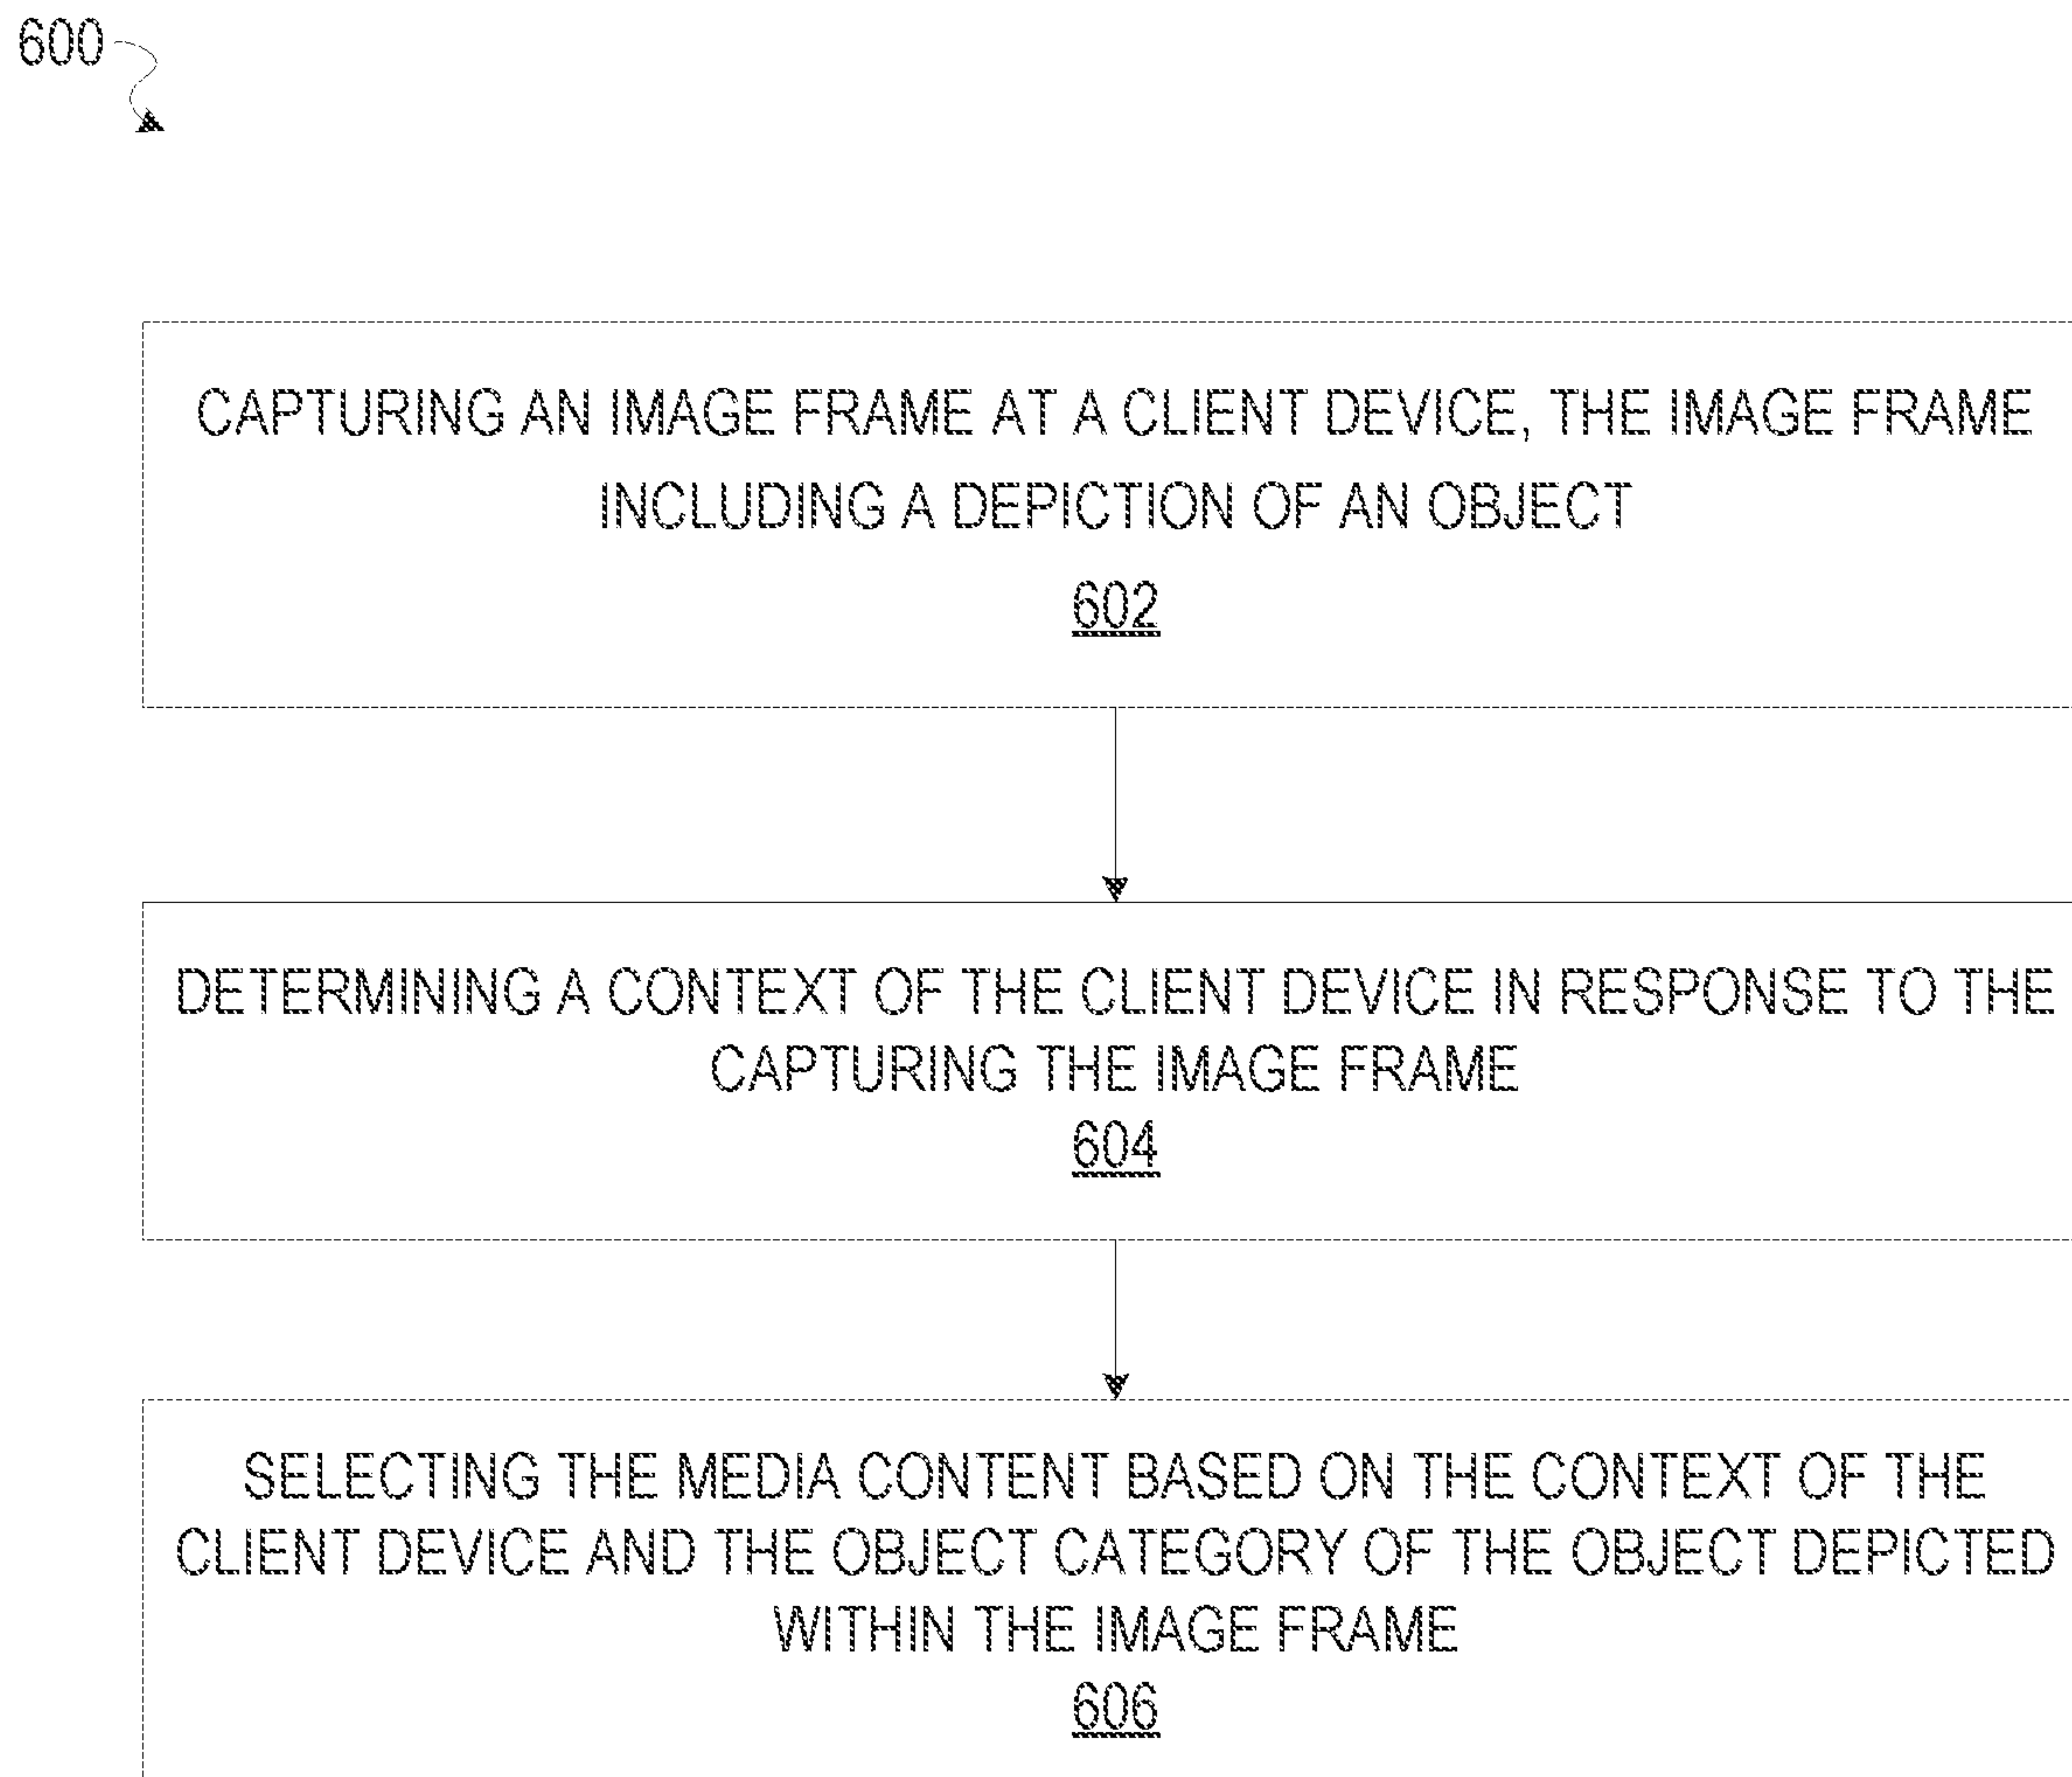 600
CAPTURING AN IMAGE FRAME AT A CLIENT DEVICE, THE IMAGE FRAME
INCLUDING A DEPICTION OF AN OBJECT
602
DETERMINING A CONTEXT OF THE CLIENT DEVICE IN RESPONSE TO THE
CAPTURING THE IMAGE FRAME
604
SELECTING THE MEDIA CONTENT BASED ON THE CONTEXT OF THE
CLIENT DEVICE AND THE OBJECT CATEGORY OF THE OBJECT DEPICTED
WITHIN THE IMAGE FRAME
606